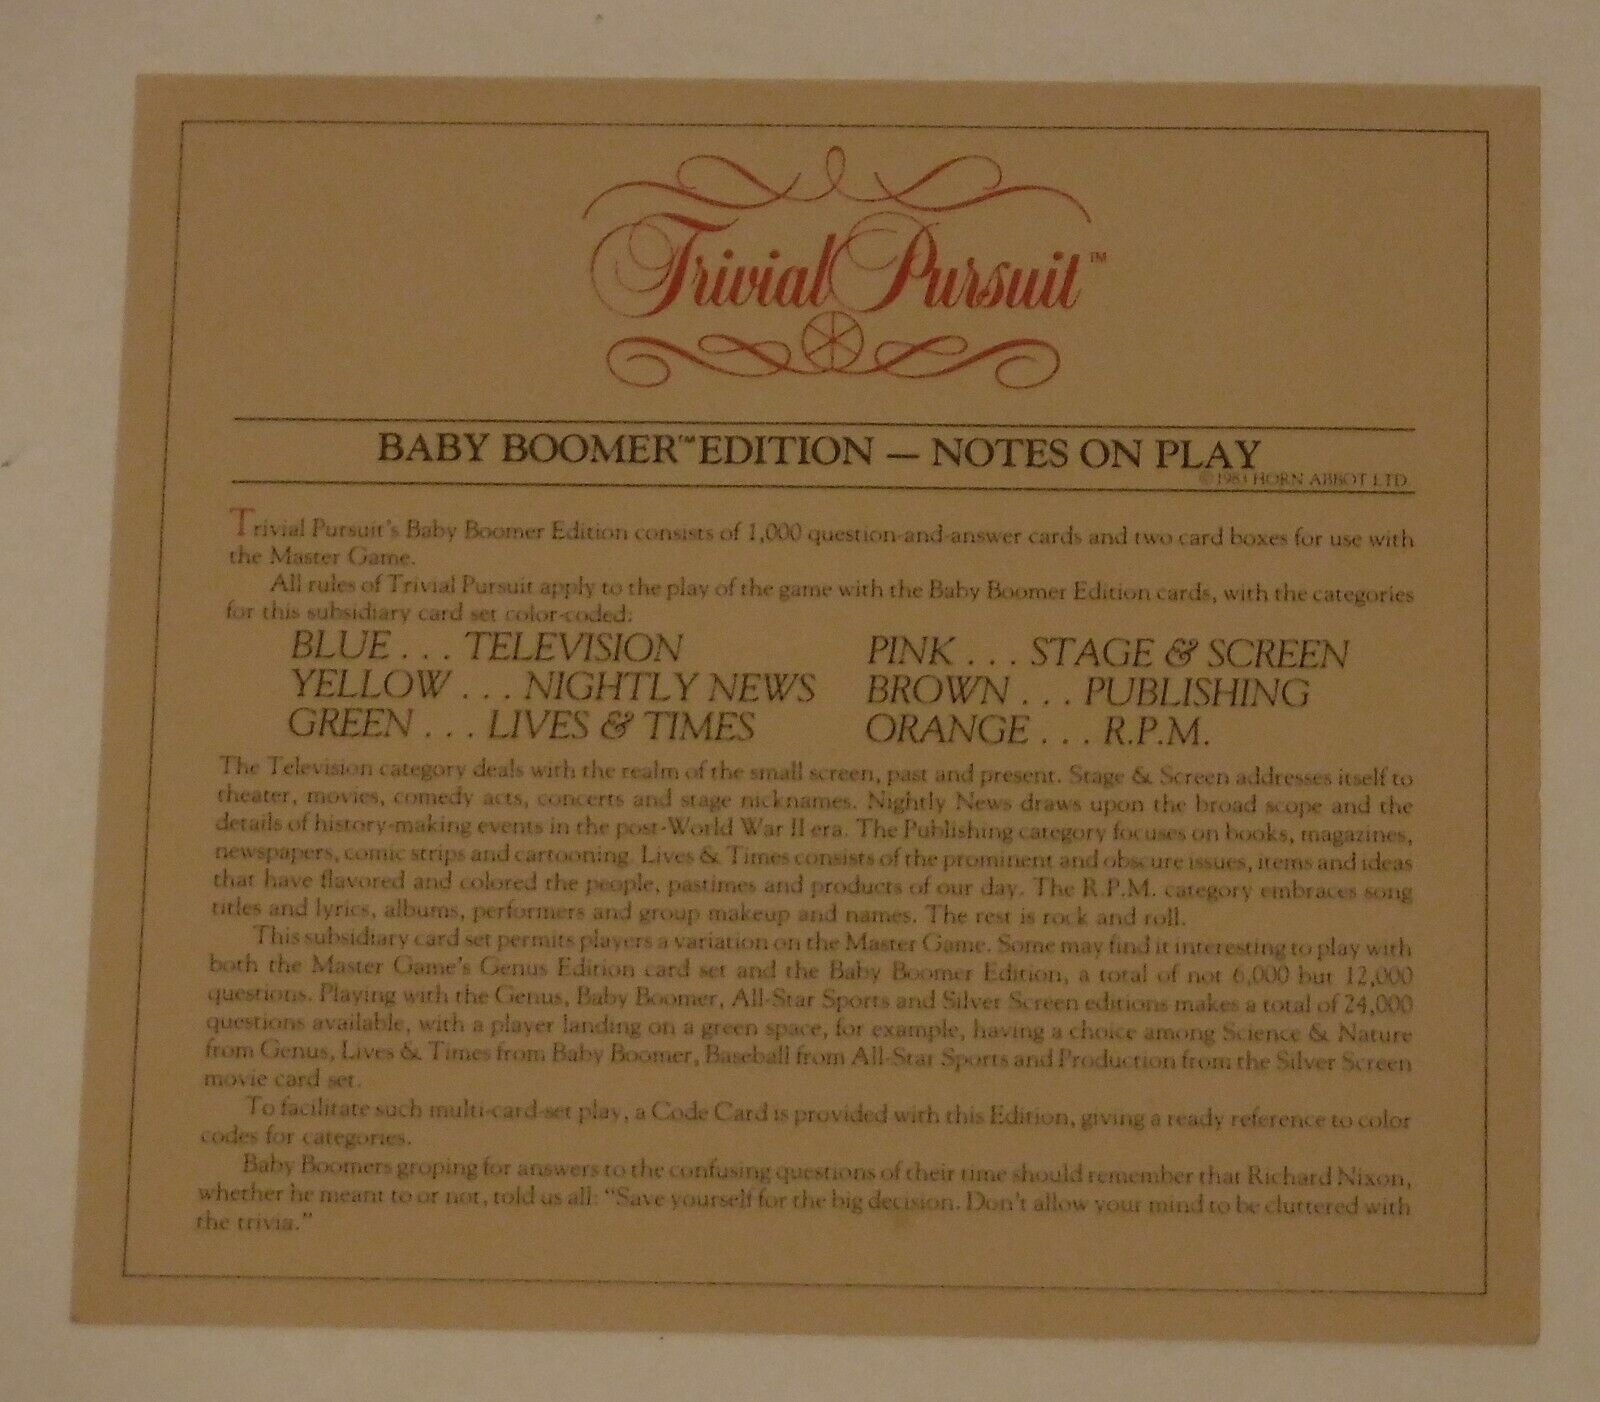 Trivial Pursuit™
BABY BOOMER™ EDITION — NOTES ON PLAY
© 1983 HORN ABBOT LTD.
Trivial Pursuit's Baby Boomer Edition consists of 1,000 question-and-answer cards and two card boxes for use with
the Master Game.
All rules of Trivial Pursuit apply to the play of the game with the Baby Boomer Edition cards, with the categories
for this subsidiary card set color-coded:
BLUE . . . TELEVISION PINK . . . STAGE & SCREEN
YELLOW . . . NIGHTLY NEWS BROWN . . . PUBLISHING
GREEN . . . LIVES & TIMES ORANGE . . . R.P.M.
The Television category deals with the realm of the small screen, past and present. Stage & Screen addresses itself to
theater, movies, comedy acts, concerts and stage nicknames. Nightly News draws upon the broad scope and the
details of history-making events in the post-World War II era. The Publishing category focuses on books, magazines,
newspapers, comic strips and cartooning. Lives & Times consists of the prominent and obscure issues, items and ideas
that have flavored and colored the people, pastimes and products of our day. The R.P.M. category embraces song
titles and lyrics, albums, performers and group makeup and names. The rest is rock and roll.
This subsidiary card set permits players a variation on the Master Game. Some may find it interesting to play with
both the Master Game's Genus Edition card set and the Baby Boomer Edition, a total of not 6,000 but 12,000
questions. Playing with the Genus, Baby Boomer, All-Star Sports and Silver Screen editions makes a total of 24,000
questions available, with a player landing on a green space, for example, having a choice among Science & Nature
from Genus, Lives & Times from Baby Boomer, Baseball from All-Star Sports and Production from the Silver Screen
movie card set.
To facilitate such multi-card-set play, a Code Card is provided with this Edition, giving a ready reference to color
codes for categories.
Baby Boomers groping for answers to the confusing questions of their time should remember that Richard Nixon,
whether he meant to or not, told us all: "Save yourself for the big decision. Don't allow your mind to be cluttered with
the trivia."